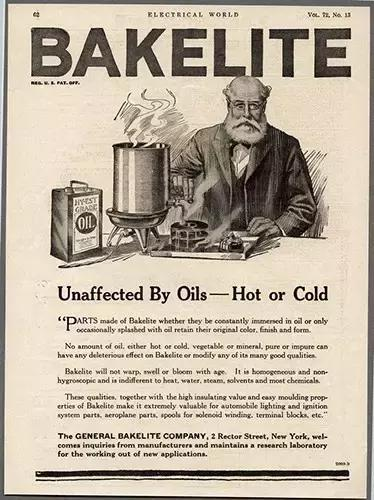 62
ELECTRICAL WORLD
VOL. 72, No. 13
BAKELITE
REG. U. S. PAT. OFF.
HY-EST
GRADE
OIL
Unaffected By Oils—Hot or Cold
“PARTS made of Bakelite whether they be constantly immersed in oil or only
occasionally splashed with oil retain their original color, finish and form.
No amount of oil, either hot or cold, vegetable or mineral, pure or impure can
have any deleterious effect on Bakelite or modify any of its many good qualities.
Bakelite will not warp, swell or bloom with age. It is homogeneous and non-
hygroscopic and is indifferent to heat, water, steam, solvents and most chemicals.
These qualities, together with the high insulating value and easy moulding prop-
erties of Bakelite make it extremely valuable for automobile lighting and ignition
system parts, aeroplane parts, spools for solenoid winding, terminal blocks, etc.”
The GENERAL BAKELITE COMPANY, 2 Rector Street, New York, wel-
comes inquiries from manufacturers and maintains a research laboratory
for the working out of new applications.